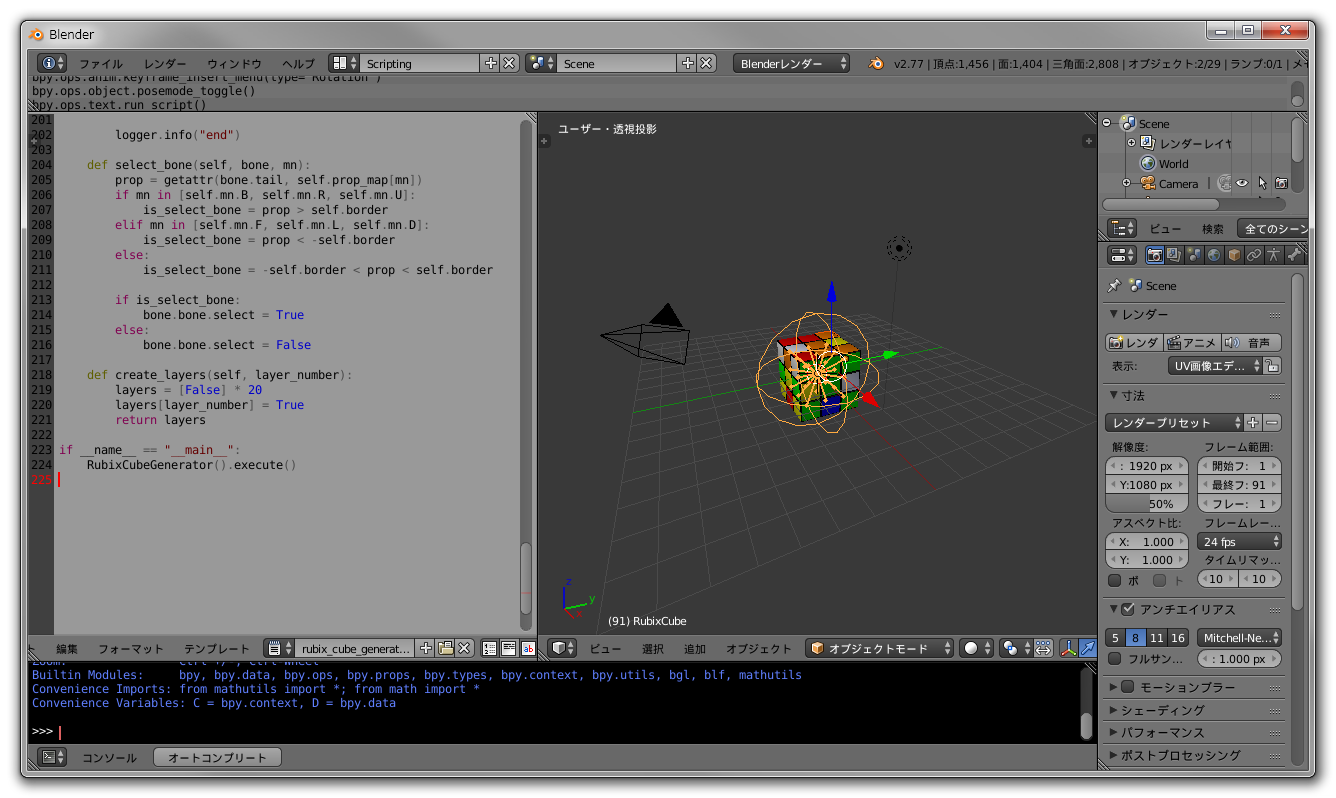 Blender
ファイル レンダー ウィンドウ ヘルプ Scripting Scene Blenderレンダー v2.77 | 頂点:1,456 | 面:1,404 | 三角面:2,808 | オブジェクト:2/29 | ランプ:0/1 | メモ
bpy.ops.anim.keyframe_insert_menu(type='Rotation')
bpy.ops.object.posemode_toggle()
bpy.ops.text.run_script()
201
202 logger.info("end")
203
204 def select_bone(self, bone, mn):
205 prop = getattr(bone.tail, self.prop_map[mn])
206 if mn in [self.mn.B, self.mn.R, self.mn.U]:
207 is_select_bone = prop > self.border
208 elif mn in [self.mn.F, self.mn.L, self.mn.D]:
209 is_select_bone = prop < -self.border
210 else:
211 is_select_bone = -self.border < prop < self.border
212
213 if is_select_bone:
214 bone.bone.select = True
215 else:
216 bone.bone.select = False
217
218 def create_layers(self, layer_number):
219 layers = [False] * 20
220 layers[layer_number] = True
221 return layers
222
223 if __name__ == "__main__":
224 RubixCubeGenerator().execute()
225
編集 フォーマット テンプレート rubix_cube_generat... ab
ユーザー・透視投影
z
y
x
(91) RubixCube
ビュー 選択 追加 オブジェクト オブジェクトモード
Scene
レンダーレイヤ
World
Camera
ビュー 検索 全てのシーン
Scene
レンダー
レンダ アニメ 音声
表示: UV画像エデ...
寸法
レンダープリセット
解像度: フレーム範囲:
: 1920 px 開始フ: 1
Y:1080 px 最終フ: 91
50% フレー: 1
アスペクト比: フレームレー...
X: 1.000 24 fps
Y: 1.000 タイムリマッ...
ボ ト 10 10
アンチエイリアス
5 8 11 16 Mitchell-Ne...
フルサン... : 1.000 px
モーションブラー
シェーディング
パフォーマンス
ポストプロセッシング
Zoom: Ctrl +/-, Ctrl-Wheel
Builtin Modules: bpy, bpy.data, bpy.ops, bpy.props, bpy.types, bpy.context, bpy.utils, bgl, blf, mathutils
Convenience Imports: from mathutils import *; from math import *
Convenience Variables: C = bpy.context, D = bpy.data
>>>
コンソール オートコンプリート